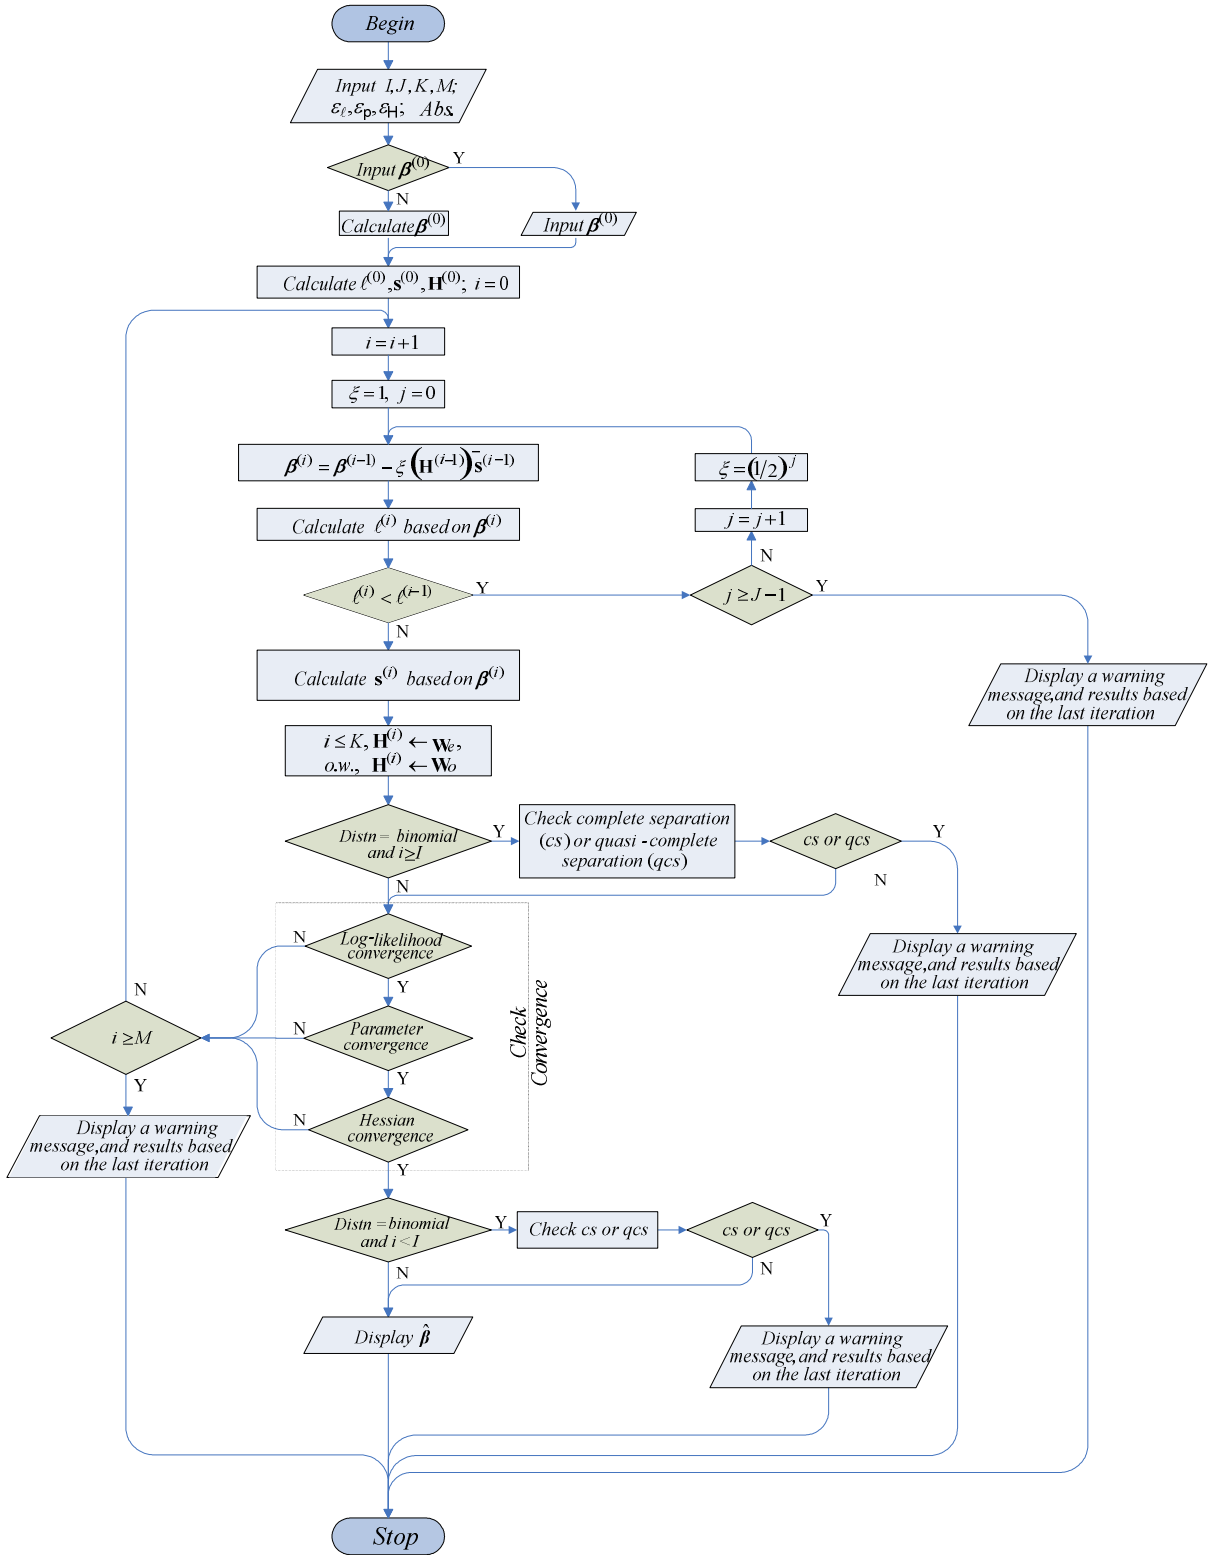 Begin
Input I,J,K,M;
εℓ,εp,εH; Abs.
Input β(0)
Y
N
Calculate β(0)
Input β(0)
Calculate ℓ(0),s(0),H(0); i=0
i=i+1
ξ=1, j=0
β(i)=β(i-1)-ξ(H(i-1))-s(i-1)
ξ=(1/2)j
Calculate ℓ(i) based on β(i)
j=j+1
N
ℓ(i)<ℓ(i-1)
Y
j≥J-1
Y
N
Calculate s(i) based on β(i)
Display a warning
message,and results based
on the last iteration
i≤K, H(i)←We,
o.w., H(i)←Wo
Distn= binomial
and i≥I
Y
Check complete separation
(cs) or quasi-complete
separation (qcs)
cs or qcs
Y
N
N
Log-likelihood
convergence
N
Y
Display a warning
message,and results based
on the last iteration
Check
Convergence
N
i≥M
Y
Parameter
convergence
N
Y
Hessian
convergence
N
Y
Display a warning
message,and results based
on the last iteration
Distn=binomial
and i<I
Y
Check cs or qcs
cs or qcs
Y
N
N
Display β̂
Display a warning
message,and results based
on the last iteration
Stop